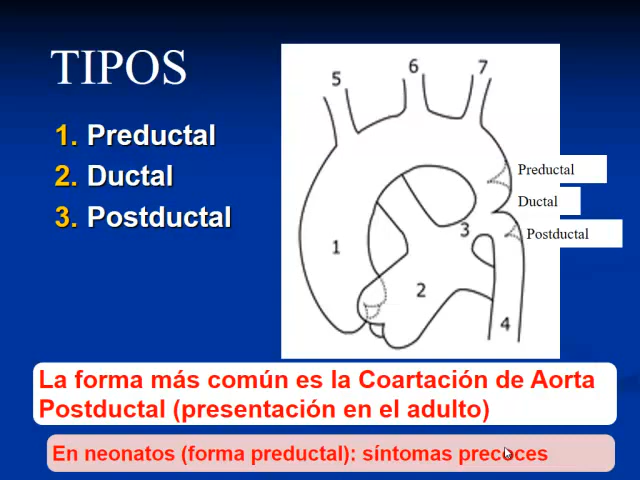 TIPOS
1. Preductal
2. Ductal
3. Postductal
5
6
7
Preductal
Ductal
Postductal
3
1
2
4
La forma más común es la Coartación de Aorta
Postductal (presentación en el adulto)
En neonatos (forma preductal): síntomas precoces